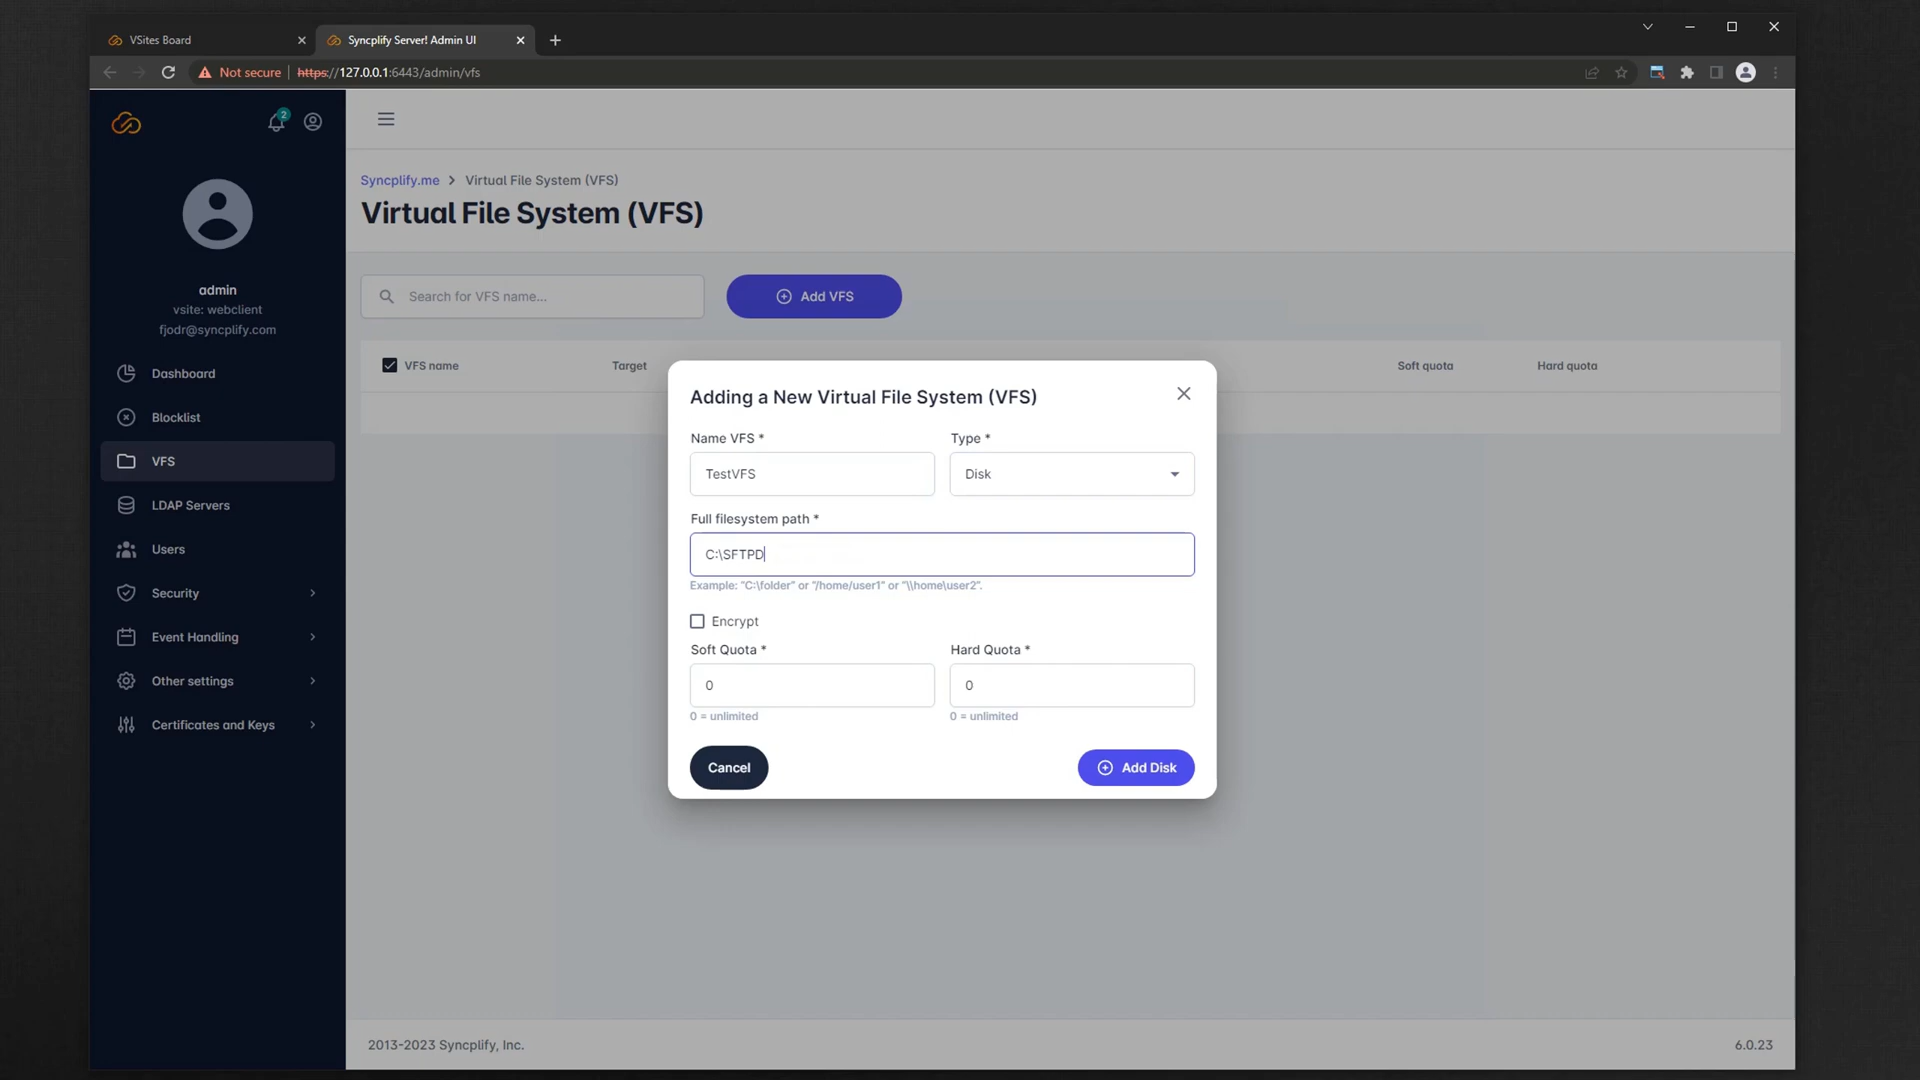 VSites Board
Syncplify Server! Admin UI
Not secure https://127.0.0.1:6443/admin/vfs
2
admin
vsite: webclient
fjodr@syncplify.com
Dashboard
Blocklist
VFS
LDAP Servers
Users
Security
Event Handling
Other settings
Certificates and Keys
Syncplify.me > Virtual File System (VFS)
Virtual File System (VFS)
Search for VFS name...
Add VFS
VFS name Target Soft quota Hard quota
Adding a New Virtual File System (VFS)
Name VFS * Type *
TestVFS Disk
Full filesystem path *
C:\SFTPD
Example: "C:\folder" or "/home/user1" or "\\home\user2".
Encrypt
Soft Quota * Hard Quota *
0 0
0 = unlimited 0 = unlimited
Cancel Add Disk
2013-2023 Syncplify, Inc. 6.0.23